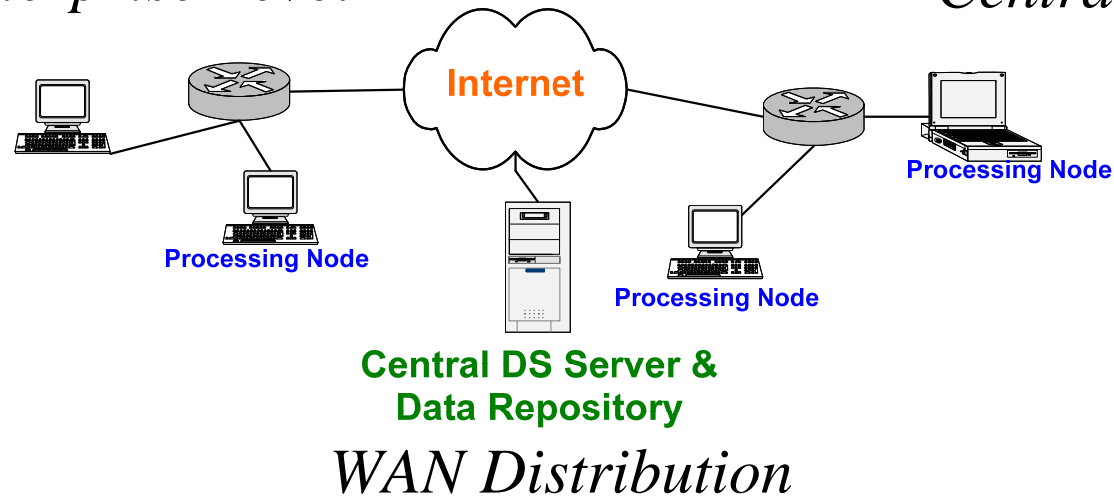 Internet
Processing Node
Processing Node
Processing Node
Central DS Server &
Data Repository
WAN Distribution